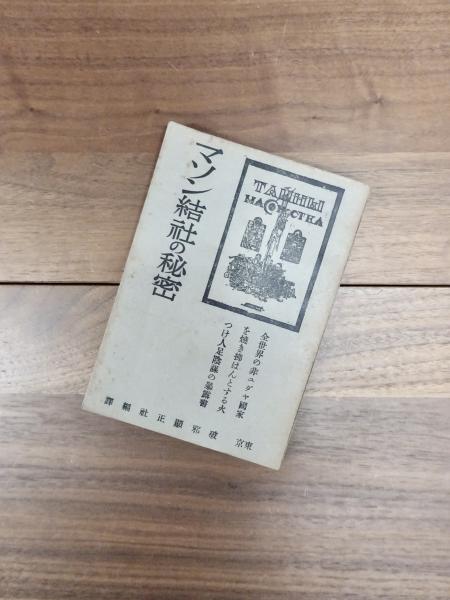 マソン結社の秘密
ТАЙНЫ
МАСОНСТВА
全世界の非ユダヤ國家
を焼き拂はんとする火
つけ人足陰謀の暴露書
東京 破邪顯正社編譯